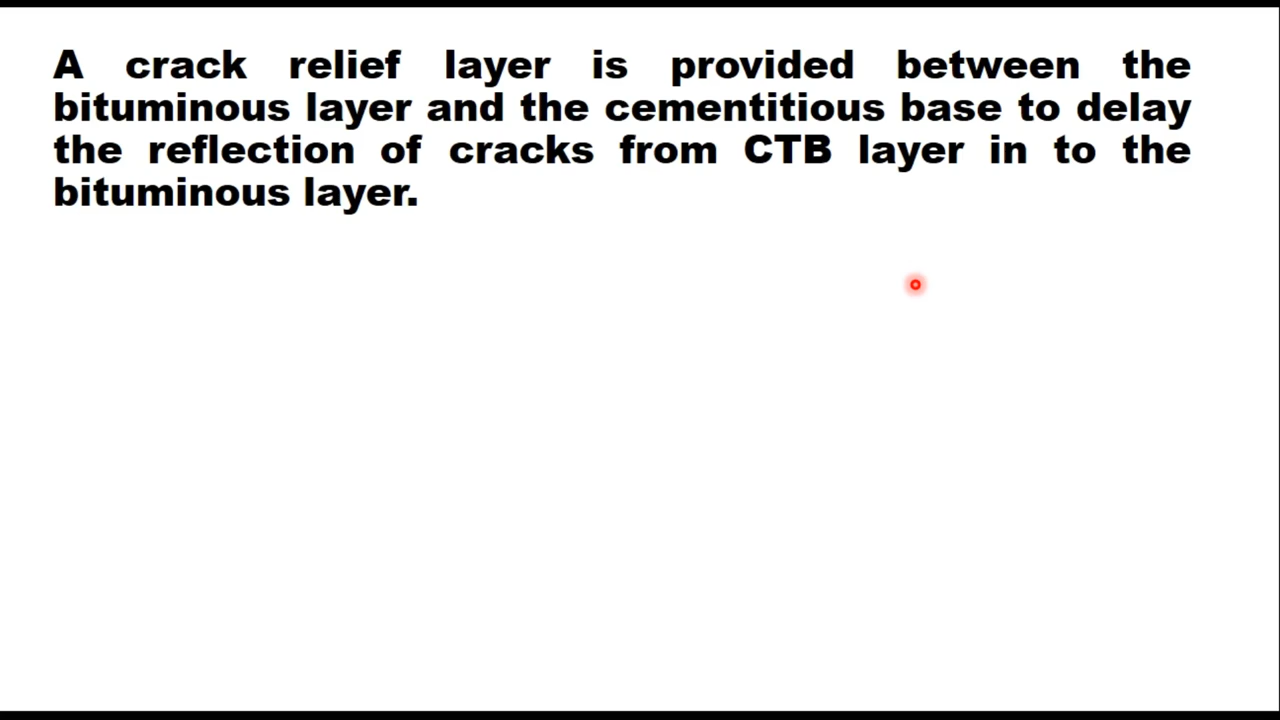 A crack relief layer is provided between the
bituminous layer and the cementitious base to delay
the reflection of cracks from CTB layer in to the
bituminous layer.